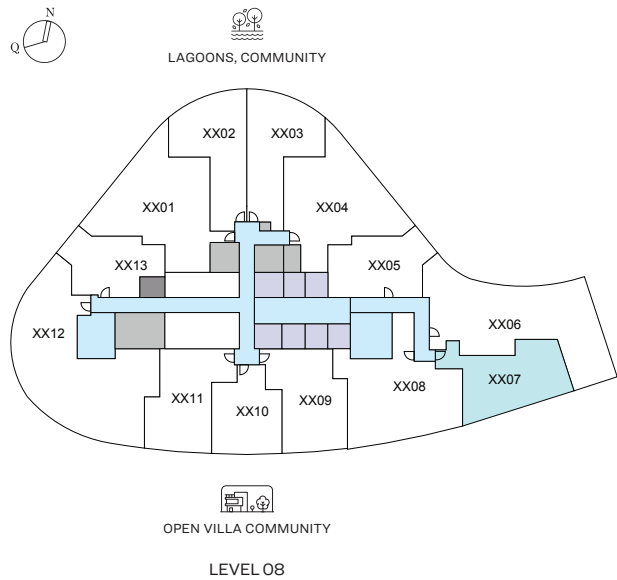 N
Q
LAGOONS, COMMUNITY
XX02
XX03
XX01
XX04
XX13
XX05
XX12
XX06
XX07
XX08
XX11
XX09
XX10
OPEN VILLA COMMUNITY
LEVEL 08